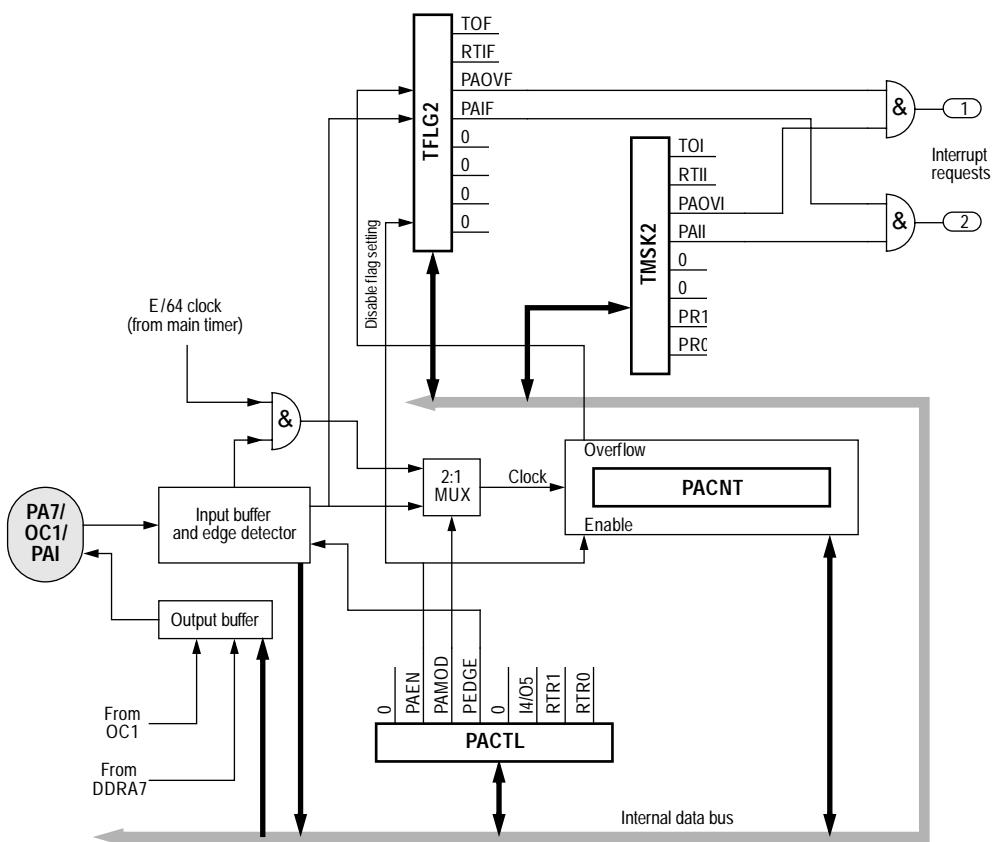 TOF
RTIF
PAOVF
PAIF
0
0
0
0
TFLG2
&
1
Interrupt
requests
&
2
TOI
RTII
PAOVI
PAII
0
0
PR1
PR0
TMSK2
Disable flag setting
E/64 clock
(from main timer)
&
2:1
MUX
Clock
Overflow
PACNT
Enable
PA7/
OC1/
PAI
Input buffer
and edge detector
Output buffer
From
OC1
From
DDRA7
0
PAEN
PAMOD
PEDGE
0
I4/O5
RTR1
RTR0
PACTL
Internal data bus